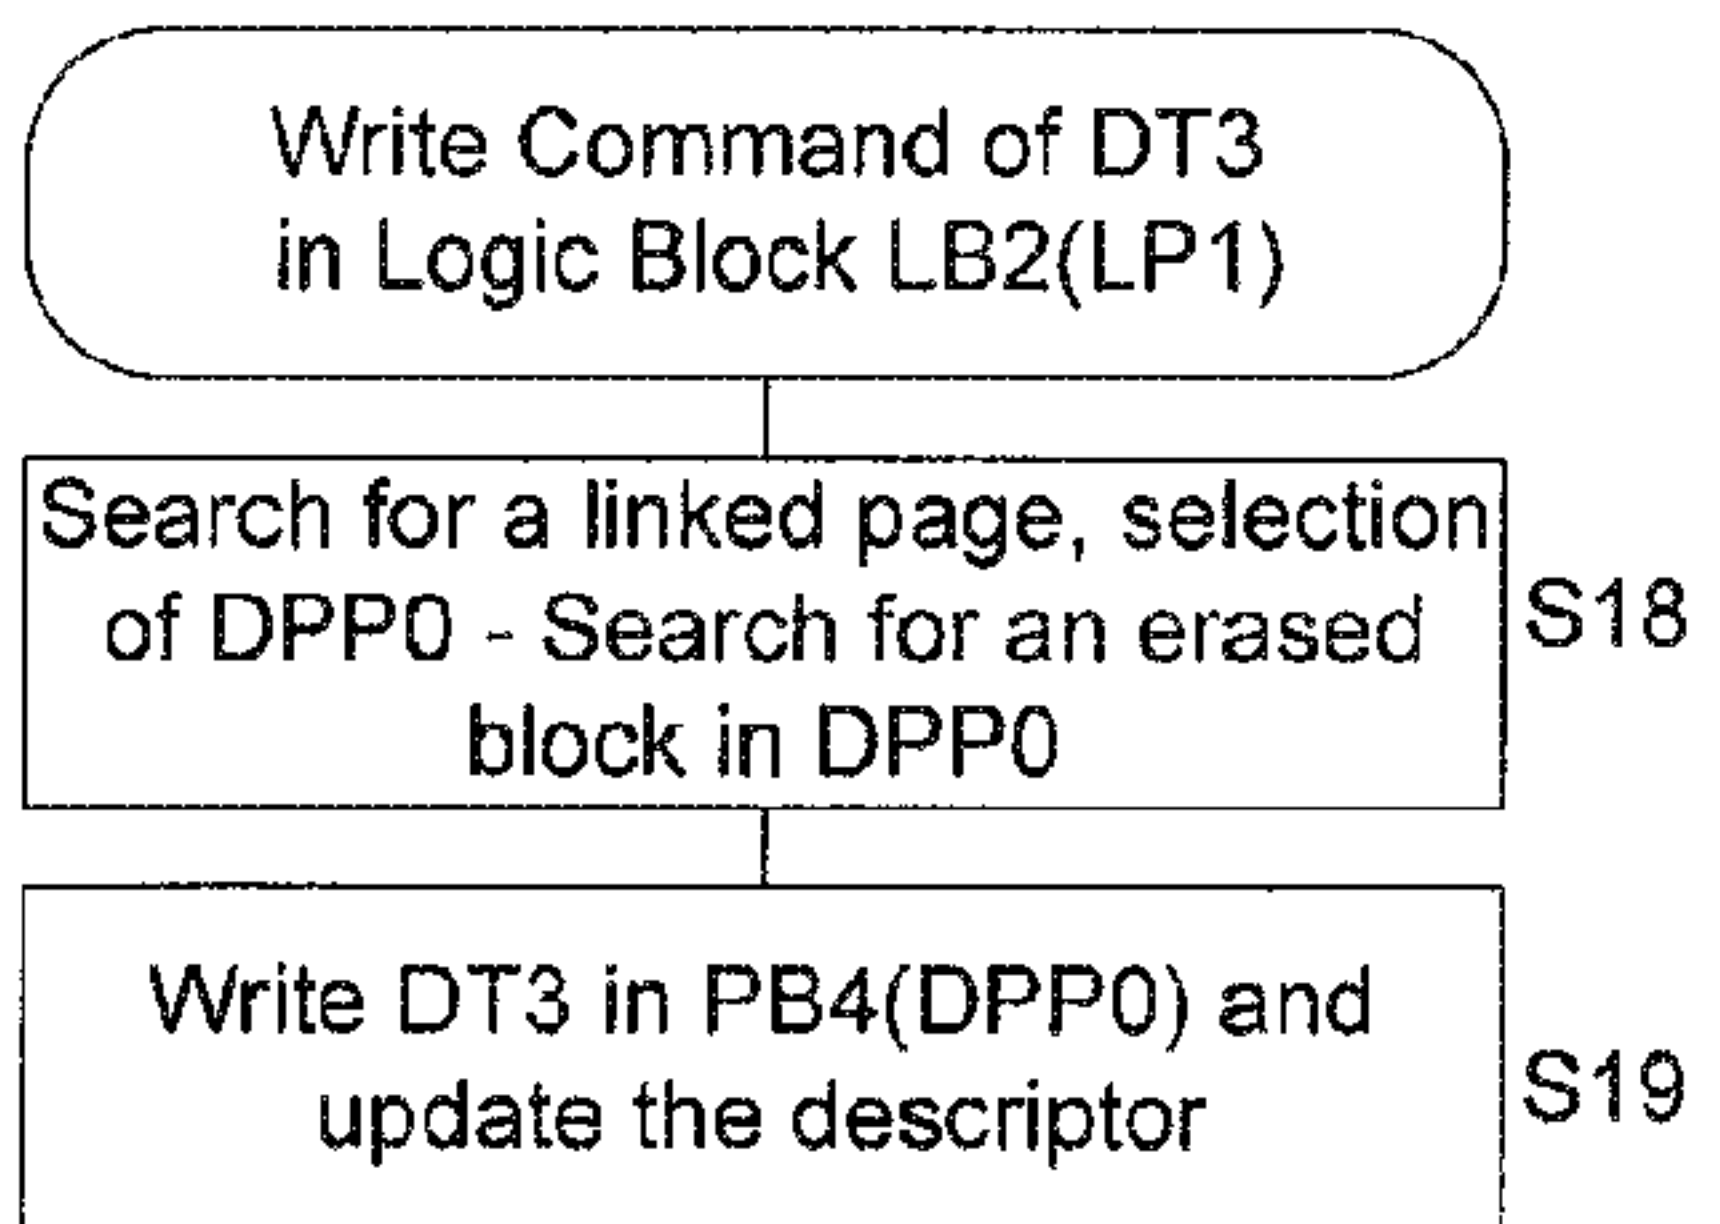 Write Command of DT3
in Logic Block LB2(LP1)
Search for a linked page, selection
of DPP0 - Search for an erased
block in DPP0
S18
Write DT3 in PB4(DPP0) and
update the descriptor
S19